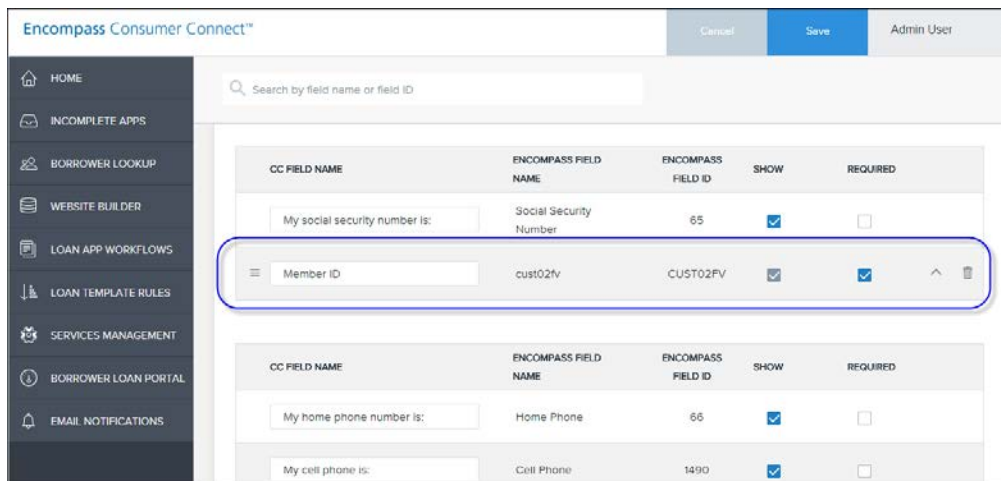 Encompass Consumer Connect™
Cancel
Save
Admin User
HOME
INCOMPLETE APPS
BORROWER LOOKUP
WEBSITE BUILDER
LOAN APP WORKFLOWS
LOAN TEMPLATE RULES
SERVICES MANAGEMENT
BORROWER LOAN PORTAL
EMAIL NOTIFICATIONS
Search by field name or field ID
CC FIELD NAME ENCOMPASS FIELD NAME ENCOMPASS FIELD ID SHOW REQUIRED
My social security number is: Social Security Number 65
Member ID cust02fv CUST02FV
CC FIELD NAME ENCOMPASS FIELD NAME ENCOMPASS FIELD ID SHOW REQUIRED
My home phone number is: Home Phone 66
My cell phone is: Cell Phone 1490